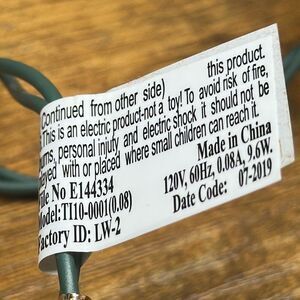 (Continued from other side) this product.
This is an electric product-not a toy! To avoid risk of fire,
burns, personal injury and electric shock it should not be
played with or placed where small children can reach it.
File No E144334 Made in China
Model:TI10-0001(0.08) 120V, 60Hz, 0.08A, 9.6W.
Factory ID: LW-2 Date Code: 07-2019